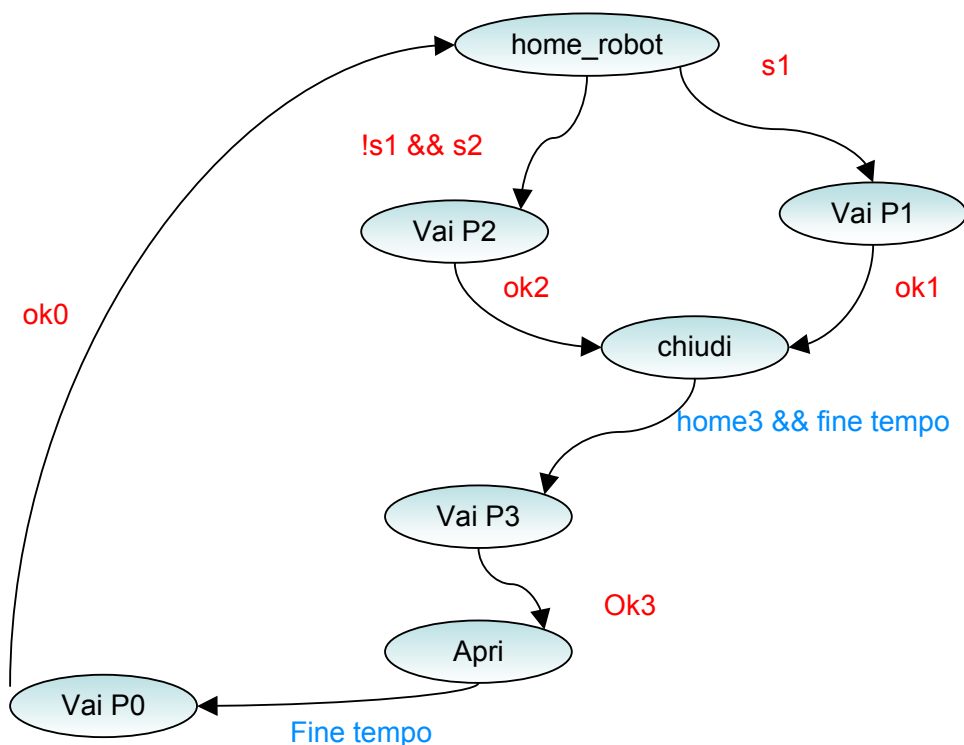 home_robot
s1
!s1 && s2
Vai P1
Vai P2
ok2
ok1
ok0
chiudi
home3 && fine tempo
Vai P3
Ok3
Apri
Vai P0
Fine tempo